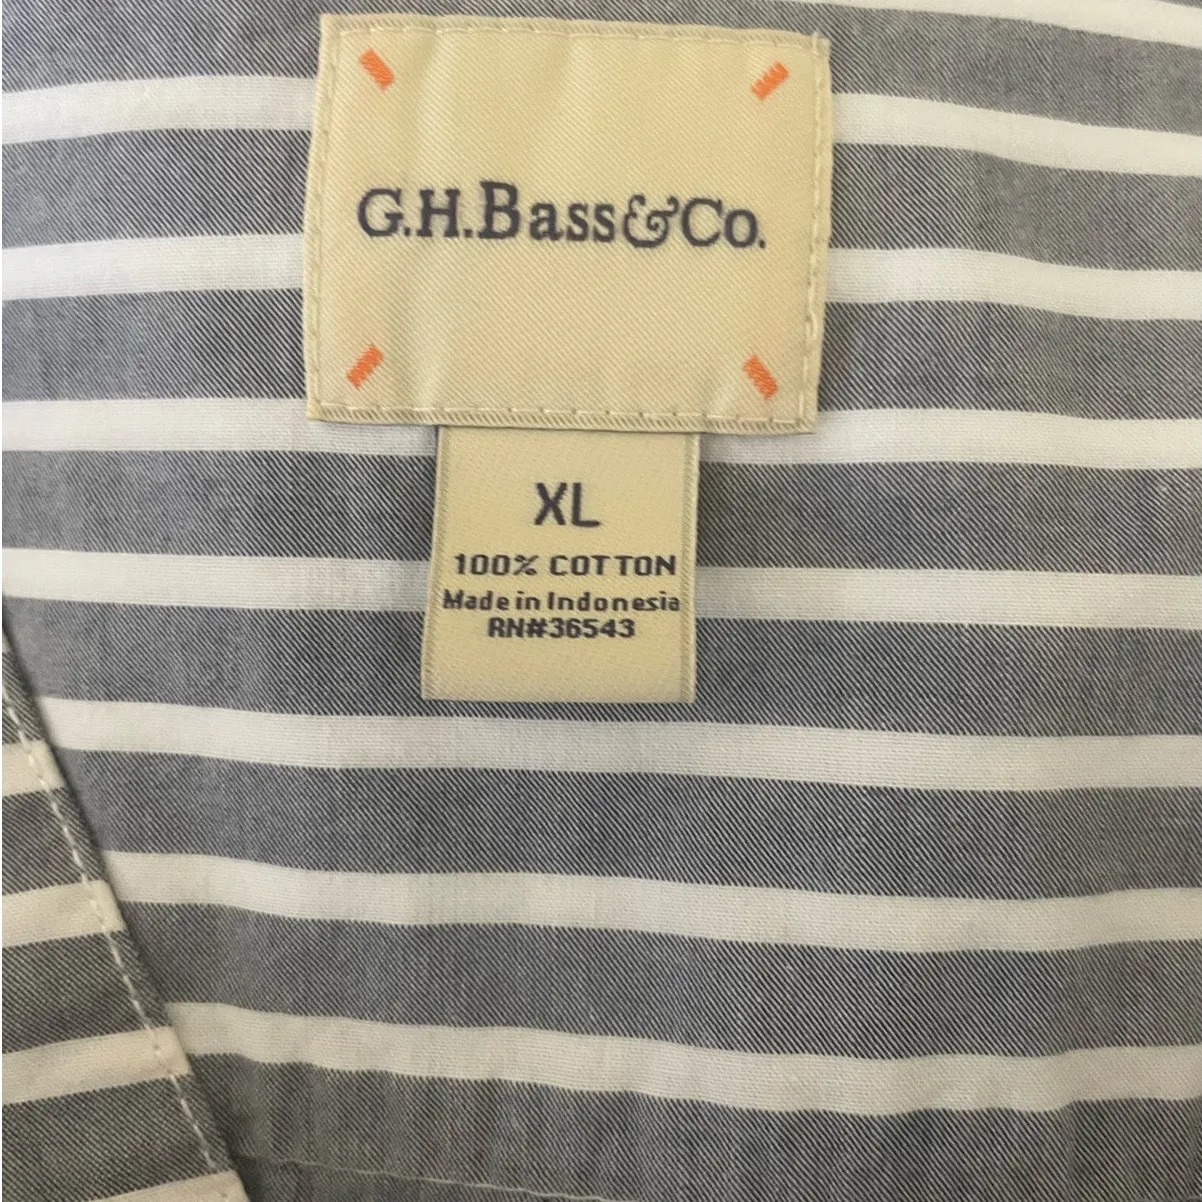 G.H.Bass&Co.
XL
100% COTTON
Made in Indonesia
RN#36543